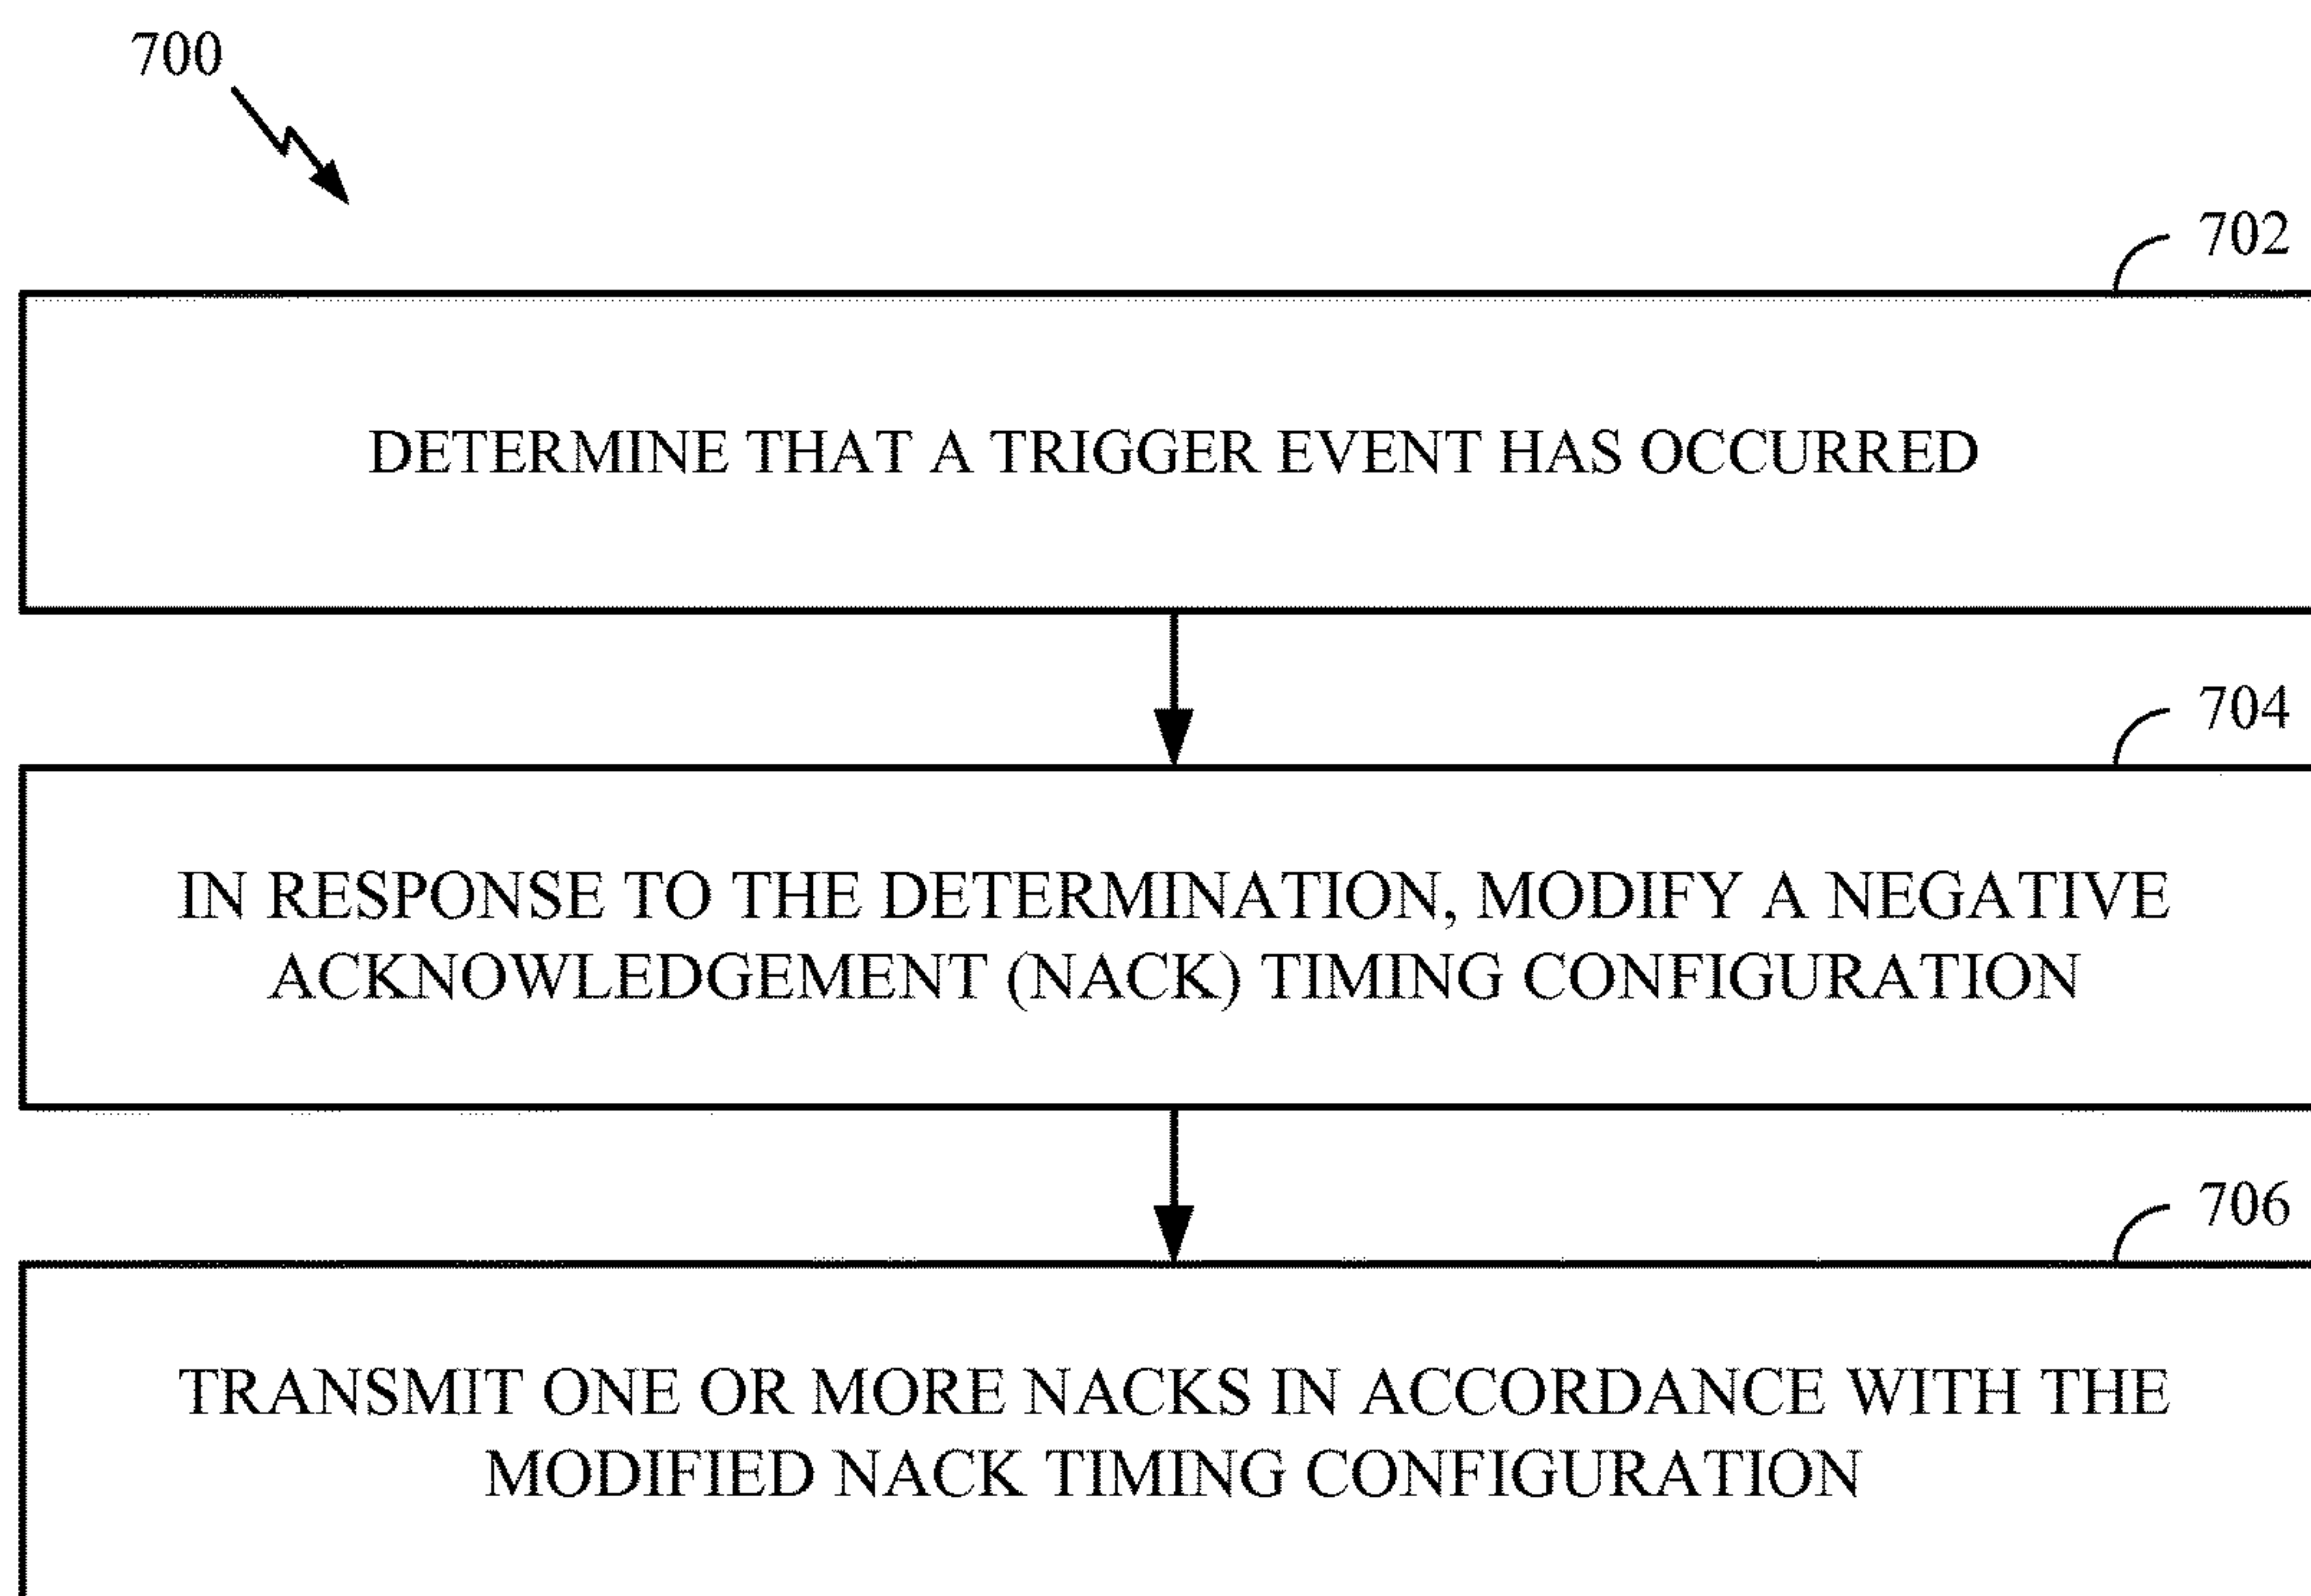 700
702
DETERMINE THAT A TRIGGER EVENT HAS OCCURRED
704
IN RESPONSE TO THE DETERMINATION, MODIFY A NEGATIVE
ACKNOWLEDGEMENT (NACK) TIMING CONFIGURATION
706
TRANSMIT ONE OR MORE NACKS IN ACCORDANCE WITH THE
MODIFIED NACK TIMING CONFIGURATION